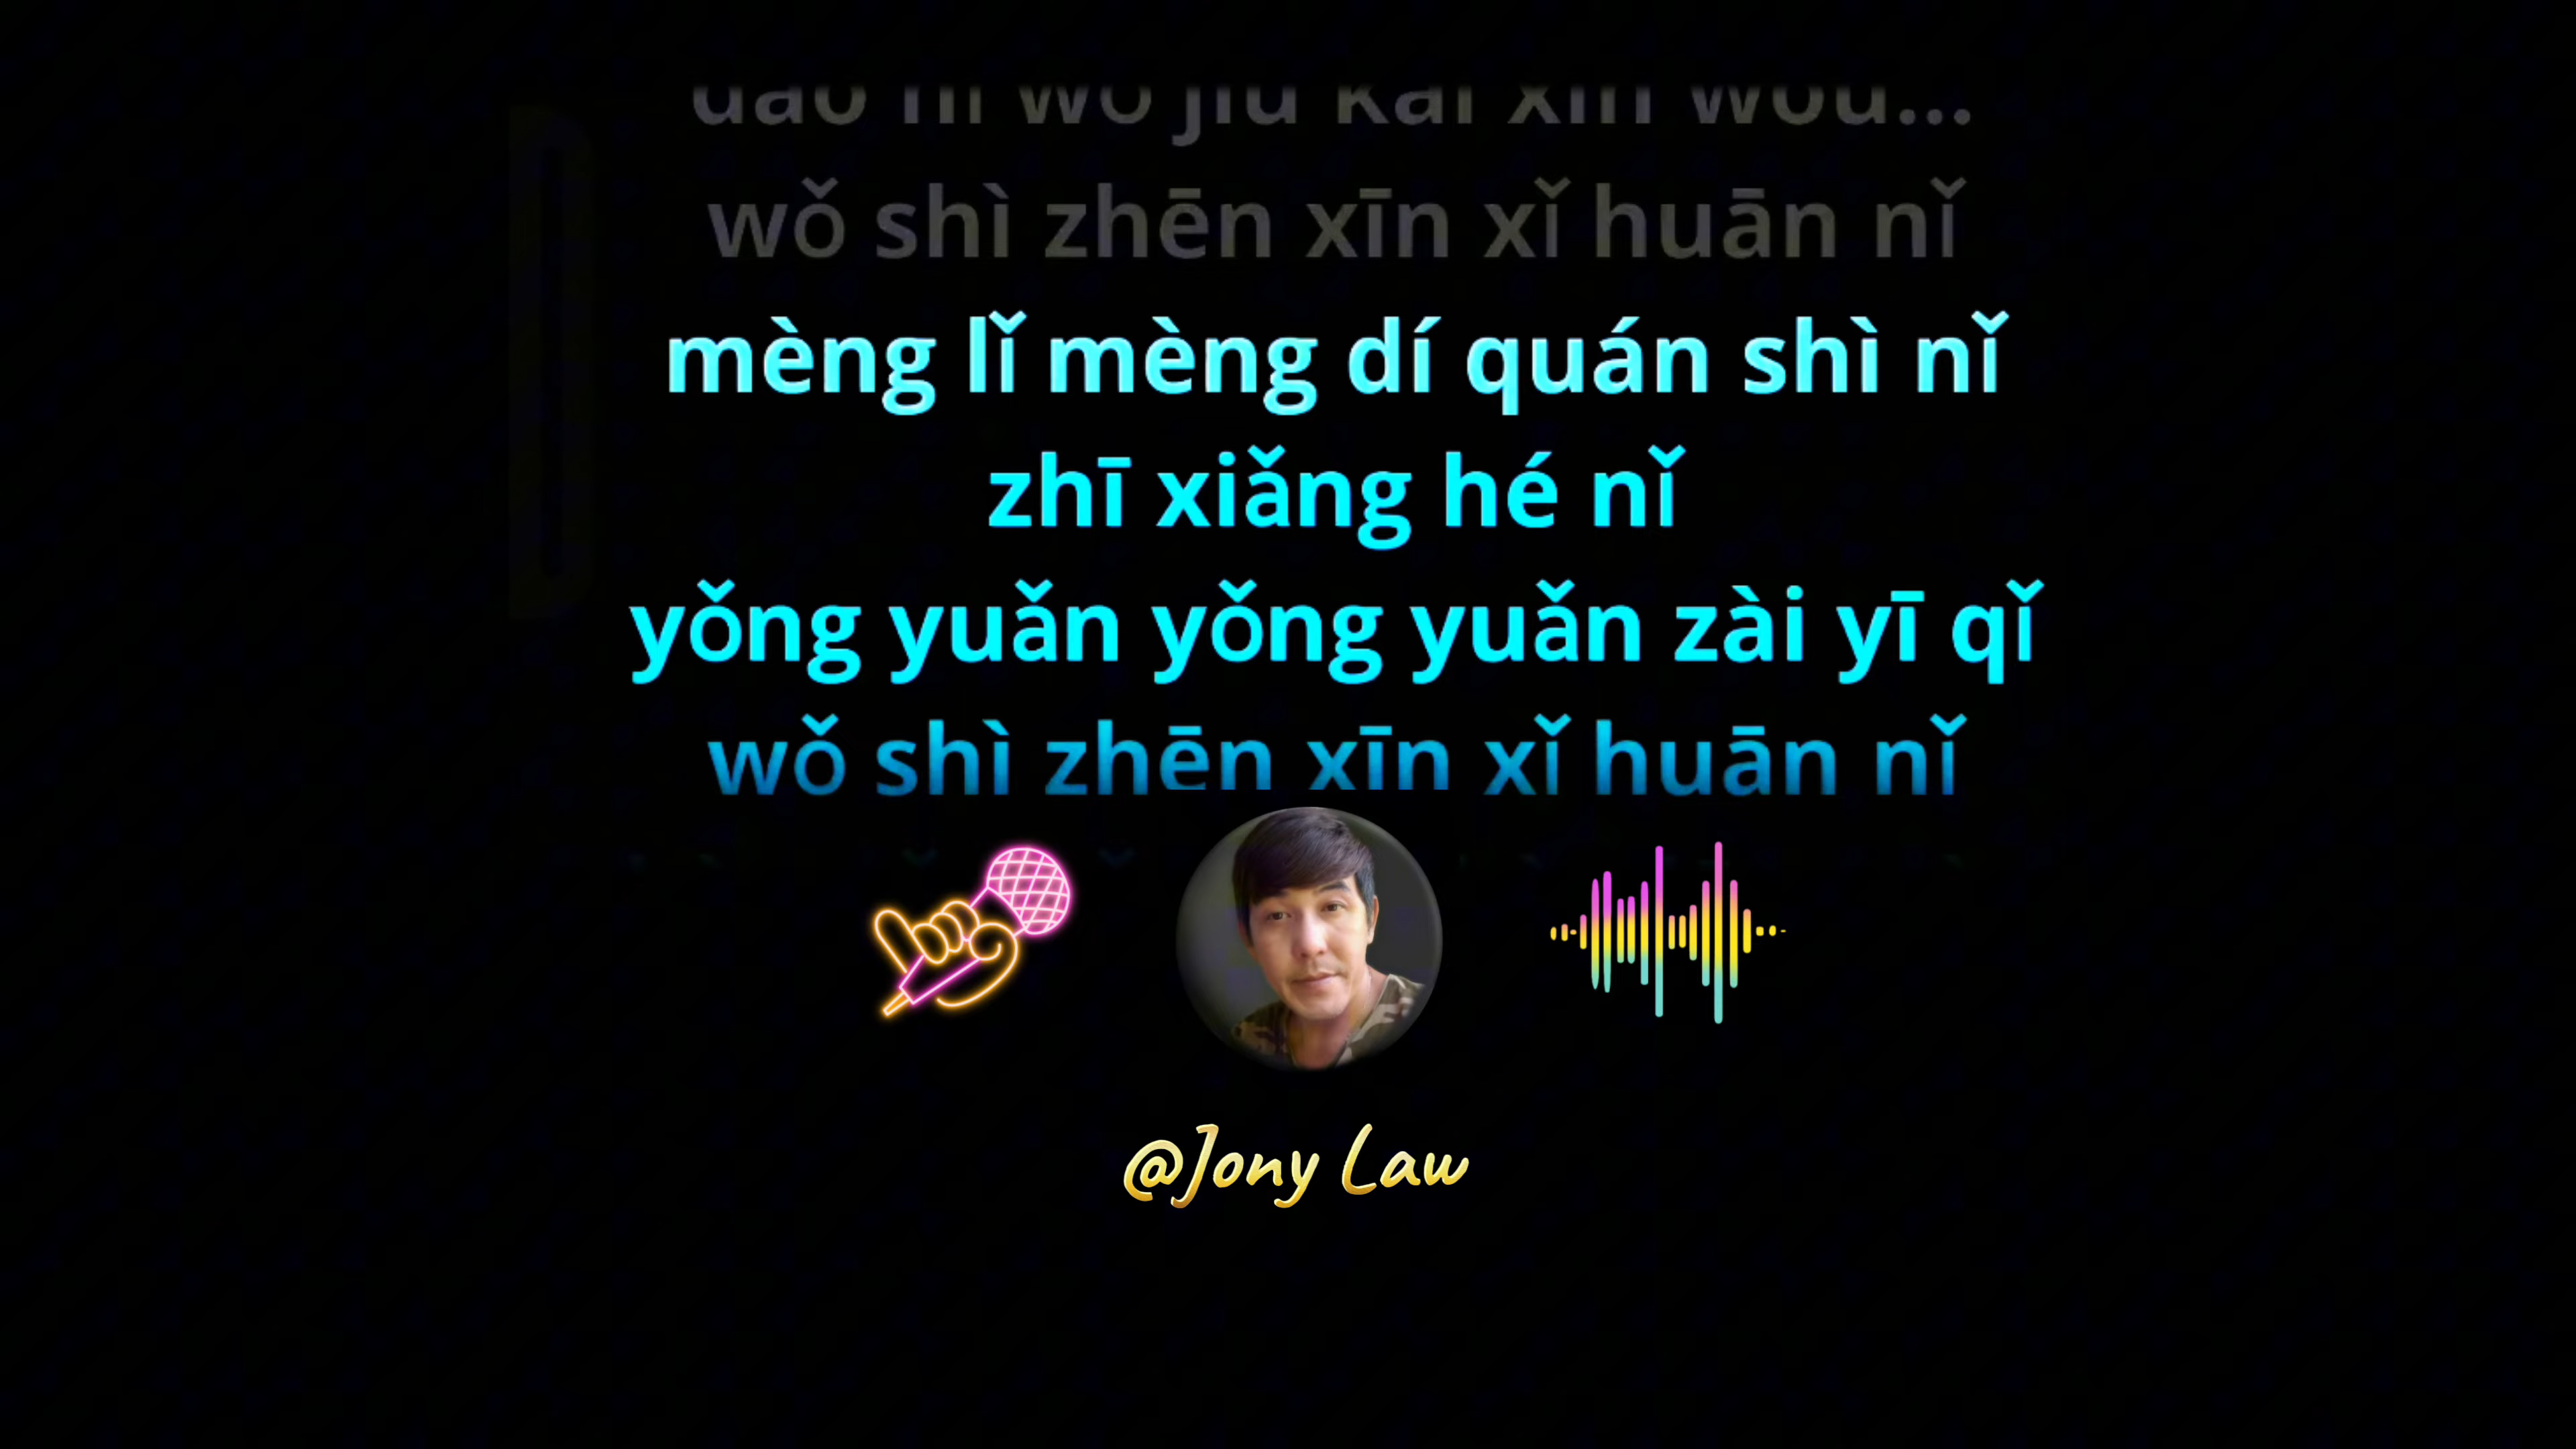 wǒ shì zhēn xīn xǐ huān nǐ
mèng lǐ mèng dí quán shì nǐ
zhī xiǎng hé nǐ
yǒng yuǎn yǒng yuǎn zài yī qǐ
wǒ shì zhēn xīn xǐ huān nǐ
@Jony Law